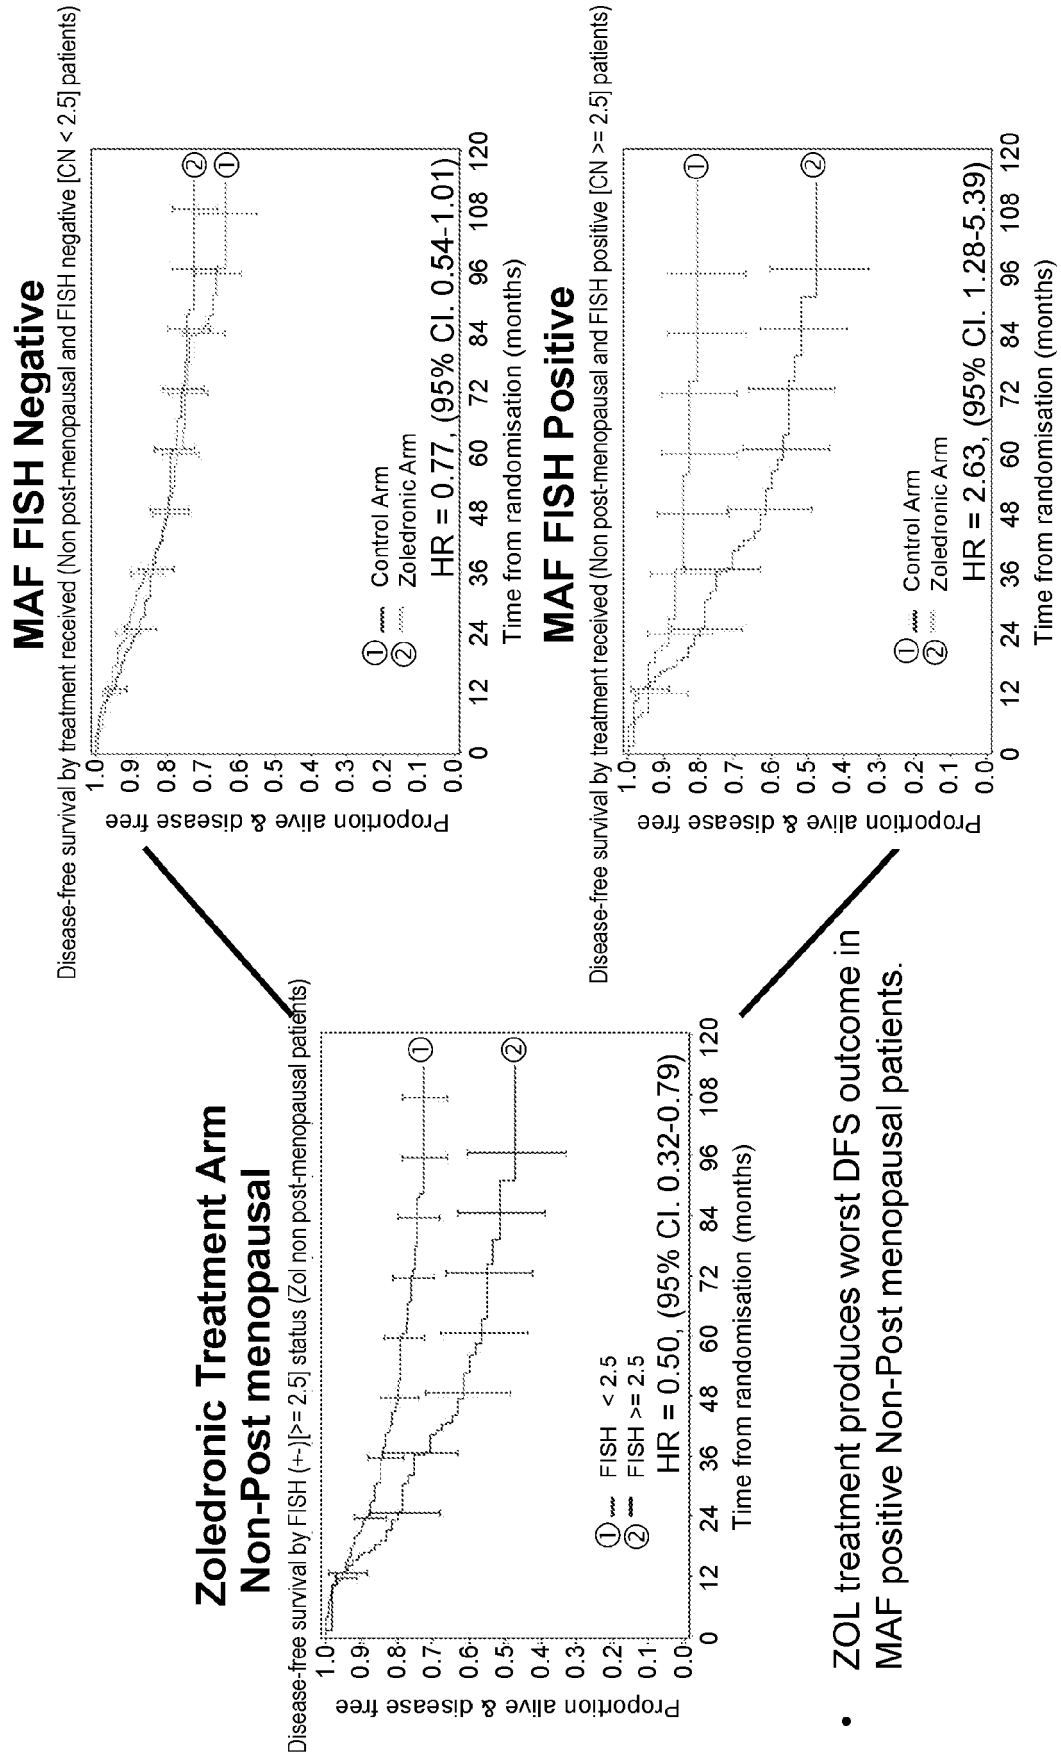 Zoledronic Treatment Arm
Non-Post menopausal
Disease-free survival by FISH (+-)[>= 2.5] status (Zol non post-menopausal patients)
Proportion alive & disease free
1.0
0.9
0.8
0.7
0.6
0.5
0.4
0.3
0.2
0.1
0.0
① FISH < 2.5
② FISH >= 2.5
HR = 0.50, (95% CI. 0.32-0.79)
①
②
0 12 24 36 48 60 72 84 96 108 120
Time from randomisation (months)
• ZOL treatment produces worst DFS outcome in
MAF positive Non-Post menopausal patients.
MAF FISH Negative
Disease-free survival by treatment received (Non post-menopausal and FISH negative [CN < 2.5] patients)
Proportion alive & disease free
1.0
0.9
0.8
0.7
0.6
0.5
0.4
0.3
0.2
0.1
0.0
② 
①
① Control Arm
② Zoledronic Arm
HR = 0.77, (95% CI. 0.54-1.01)
0 12 24 36 48 60 72 84 96 108 120
Time from randomisation (months)
MAF FISH Positive
Disease-free survival by treatment received (Non post-menopausal and FISH positive [CN >= 2.5] patients)
Proportion alive & disease free
1.0
0.9
0.8
0.7
0.6
0.5
0.4
0.3
0.2
0.1
0.0
①
②
① Control Arm
② Zoledronic Arm
HR = 2.63, (95% CI. 1.28-5.39)
0 12 24 36 48 60 72 84 96 108 120
Time from randomisation (months)